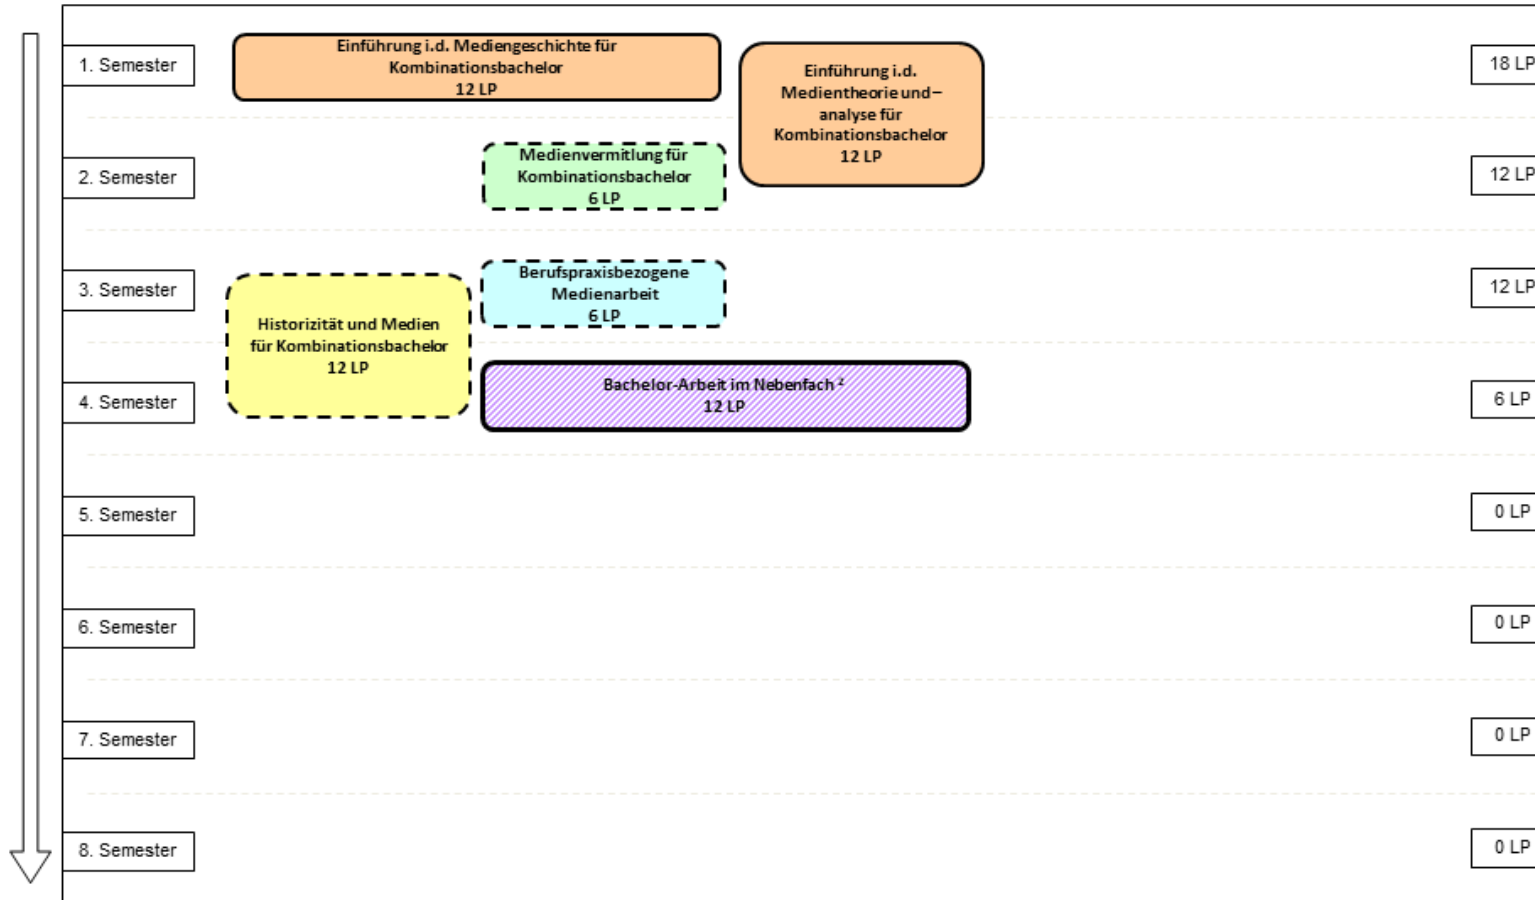 1. Semester
Einführung i.d. Mediengeschichte für
Kombinationsbachelor
12 LP
Einführung i.d.
Medientheorie und–
analyse für
Kombinationsbachelor
12 LP
18 LP
2. Semester
Medienvermitlung für
Kombinationsbachelor
6 LP
12 LP
3. Semester
Historizität und Medien
für Kombinationsbachelor
12 LP
Berufspraxisbezogene
Medienarbeit
6 LP
12 LP
4. Semester
Bachelor-Arbeit im Nebenfach ²
12 LP
6 LP
5. Semester
0 LP
6. Semester
0 LP
7. Semester
0 LP
8. Semester
0 LP